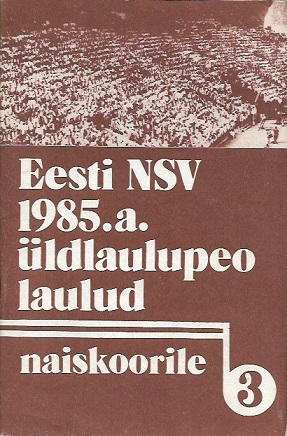 Eesti NSV
1985.a.
üldlaulupeo
laulud
naiskoorile
3